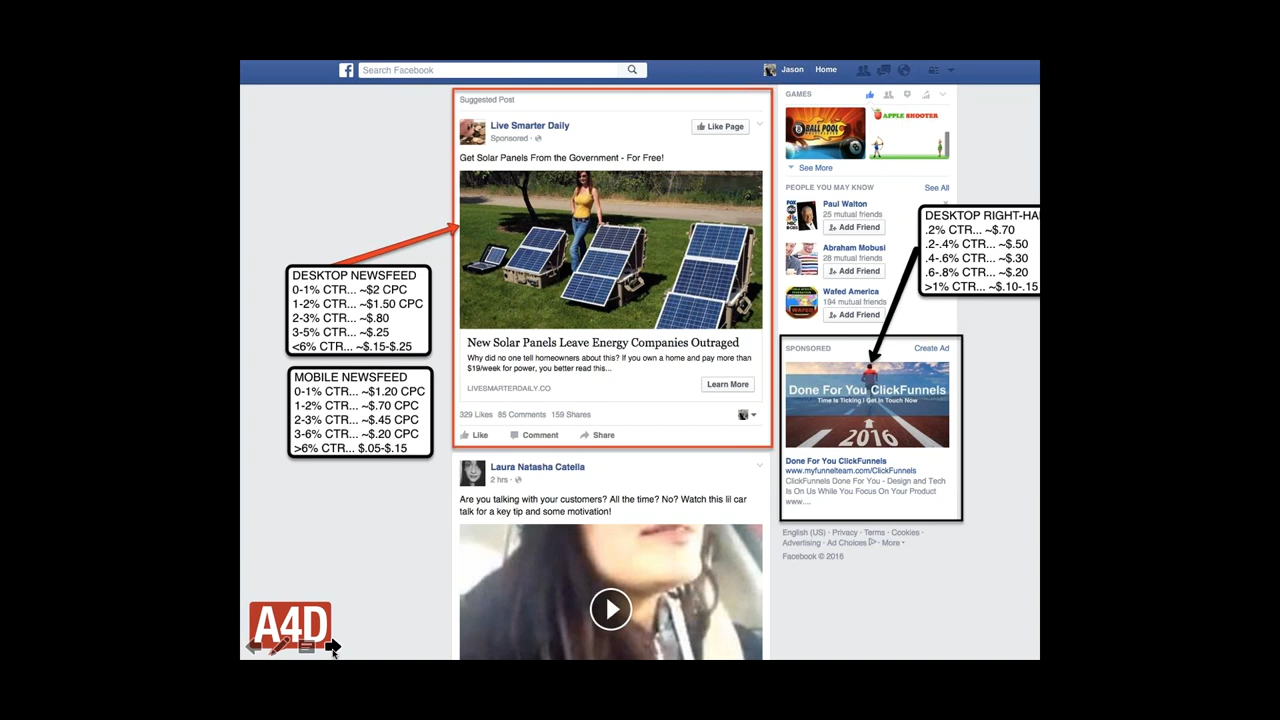 Search Facebook
Jason Home
Suggested Post
Live Smarter Daily
Sponsored ·
Like Page
Get Solar Panels From the Government - For Free!
New Solar Panels Leave Energy Companies Outraged
Why did no one tell homeowners about this? If you own a home and pay more than
$19/week for power, you better read this...
LIVESMARTERDAILY.CO
Learn More
329 Likes 85 Comments 159 Shares
Like Comment Share
Laura Natasha Catella
2 hrs ·
Are you talking with your customers? All the time? No? Watch this lil car
talk for a key tip and some motivation!
DESKTOP NEWSFEED
0-1% CTR... ~$2 CPC
1-2% CTR... ~$1.50 CPC
2-3% CTR... ~$.80
3-5% CTR... ~$.25
<6% CTR... ~$.15-$.25
MOBILE NEWSFEED
0-1% CTR... ~$1.20 CPC
1-2% CTR... ~$.70 CPC
2-3% CTR... ~$.45 CPC
3-6% CTR... ~$.20 CPC
>6% CTR... $.05-$.15
GAMES
8 BALL POOL
APPLE SHOOTER
See More
PEOPLE YOU MAY KNOW See All
Paul Walton
25 mutual friends
Add Friend
Abraham Mobusi
28 mutual friends
Add Friend
Wafed America
194 mutual friends
Add Friend
DESKTOP RIGHT-HA
.2% CTR... ~$.70
.2-.4% CTR... ~$.50
.4-.6% CTR... ~$.30
.6-.8% CTR... ~$.20
>1% CTR... ~$.10-.15
SPONSORED Create Ad
Done For You ClickFunnels
Time Is Ticking I Get In Touch Now
2016
Done For You ClickFunnels
www.myfunnelteam.com/ClickFunnels
ClickFunnels Done For You - Design and Tech
Is On Us While You Focus On Your Product
www....
English (US) · Privacy · Terms · Cookies ·
Advertising · Ad Choices · More
Facebook © 2016
A4D